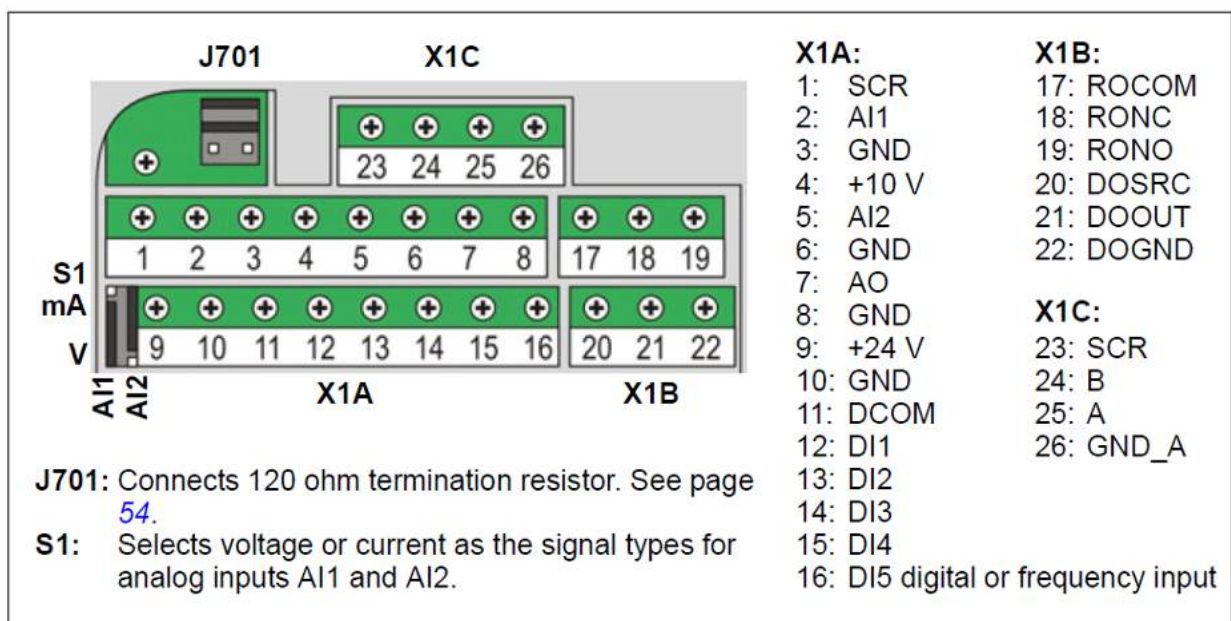 J701 X1C
23 24 25 26
1 2 3 4 5 6 7 8 17 18 19
S1
mA
V 9 10 11 12 13 14 15 16 20 21 22
AI1 AI2 X1A X1B
J701: Connects 120 ohm termination resistor. See page
54.
S1: Selects voltage or current as the signal types for
analog inputs AI1 and AI2.
X1A:
1: SCR
2: AI1
3: GND
4: +10 V
5: AI2
6: GND
7: AO
8: GND
9: +24 V
10: GND
11: DCOM
12: DI1
13: DI2
14: DI3
15: DI4
16: DI5 digital or frequency input
X1B:
17: ROCOM
18: RONC
19: RONO
20: DOSRC
21: DOOUT
22: DOGND
X1C:
23: SCR
24: B
25: A
26: GND_A